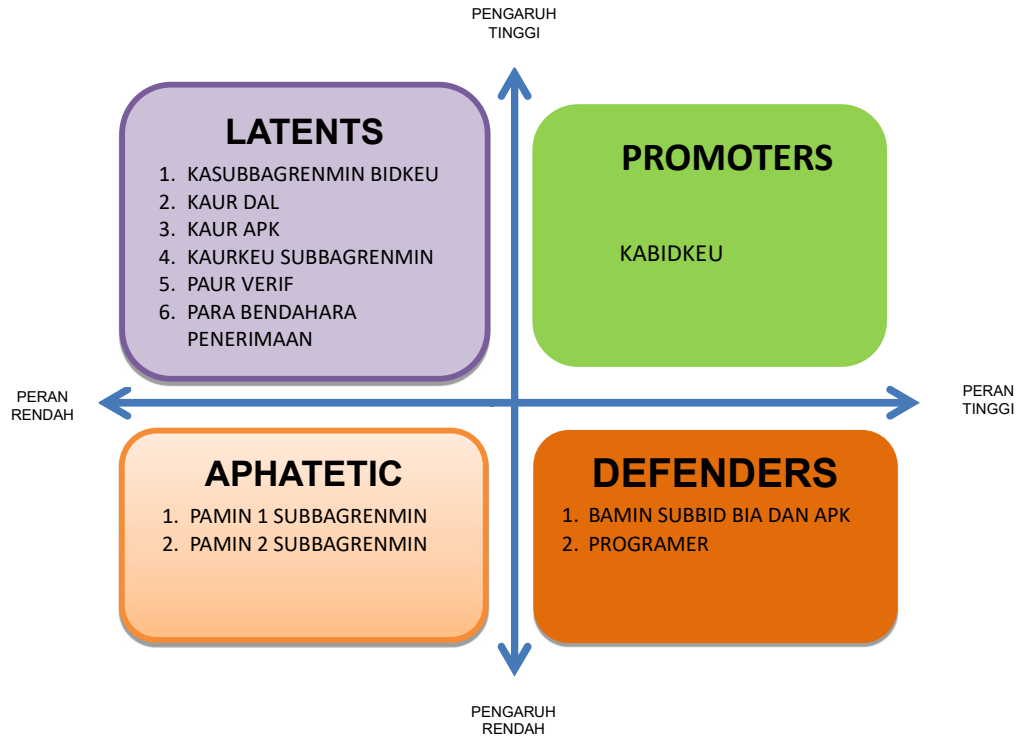 PENGARUH
TINGGI
LATENTS
1. KASUBBAGRENMIN BIDKEU
2. KAUR DAL
3. KAUR APK
4. KAURKEU SUBBAGRENMIN
5. PAUR VERIF
6. PARA BENDAHARA
PENERIMAAN
PROMOTERS
KABIDKEU
PERAN
RENDAH
PERAN
TINGGI
APHATETIC
1. PAMIN 1 SUBBAGRENMIN
2. PAMIN 2 SUBBAGRENMIN
DEFENDERS
1. BAMIN SUBBID BIA DAN APK
2. PROGRAMER
PENGARUH
RENDAH